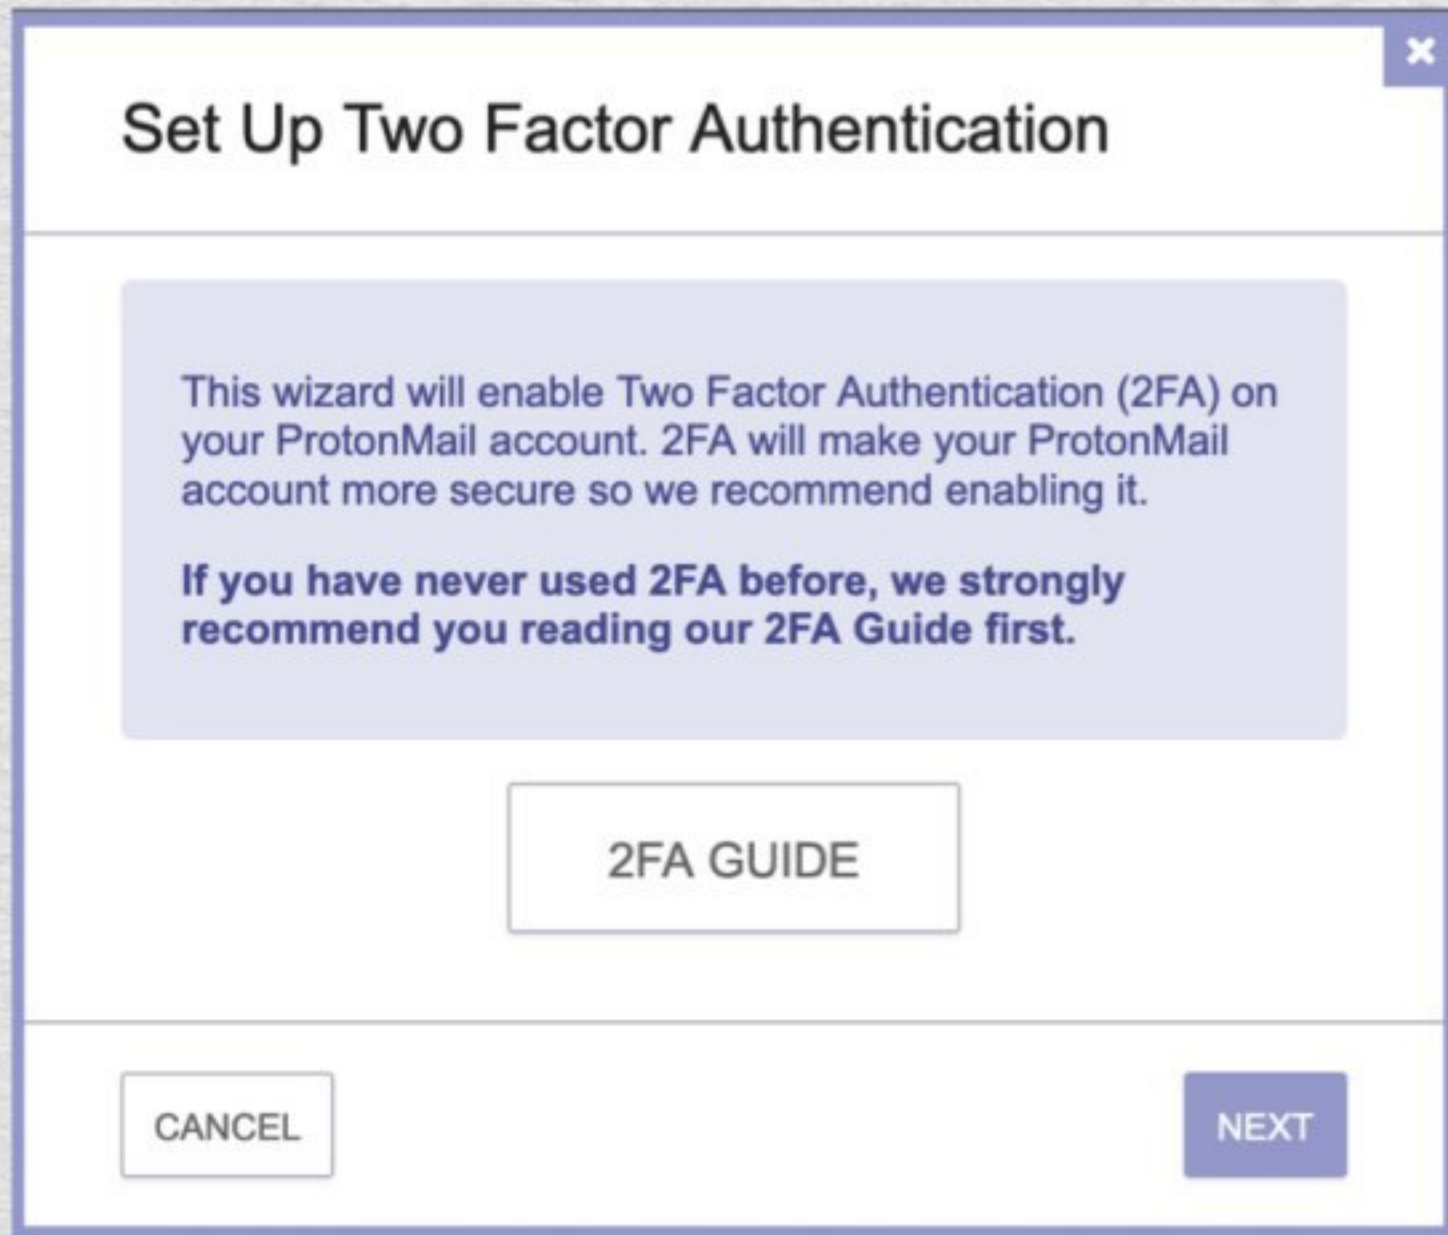 Set Up Two Factor Authentication
This wizard will enable Two Factor Authentication (2FA) on
your ProtonMail account. 2FA will make your ProtonMail
account more secure so we recommend enabling it.
If you have never used 2FA before, we strongly
recommend you reading our 2FA Guide first.
2FA GUIDE
CANCEL
NEXT